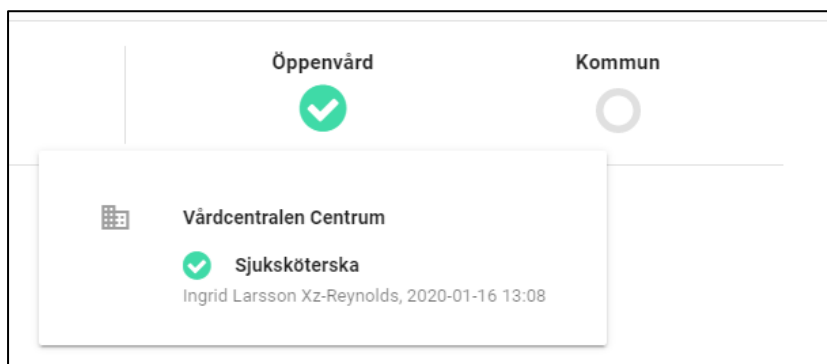 Öppenvård Kommun
Vårdcentralen Centrum
Sjuksköterska
Ingrid Larsson Xz-Reynolds, 2020-01-16 13:08